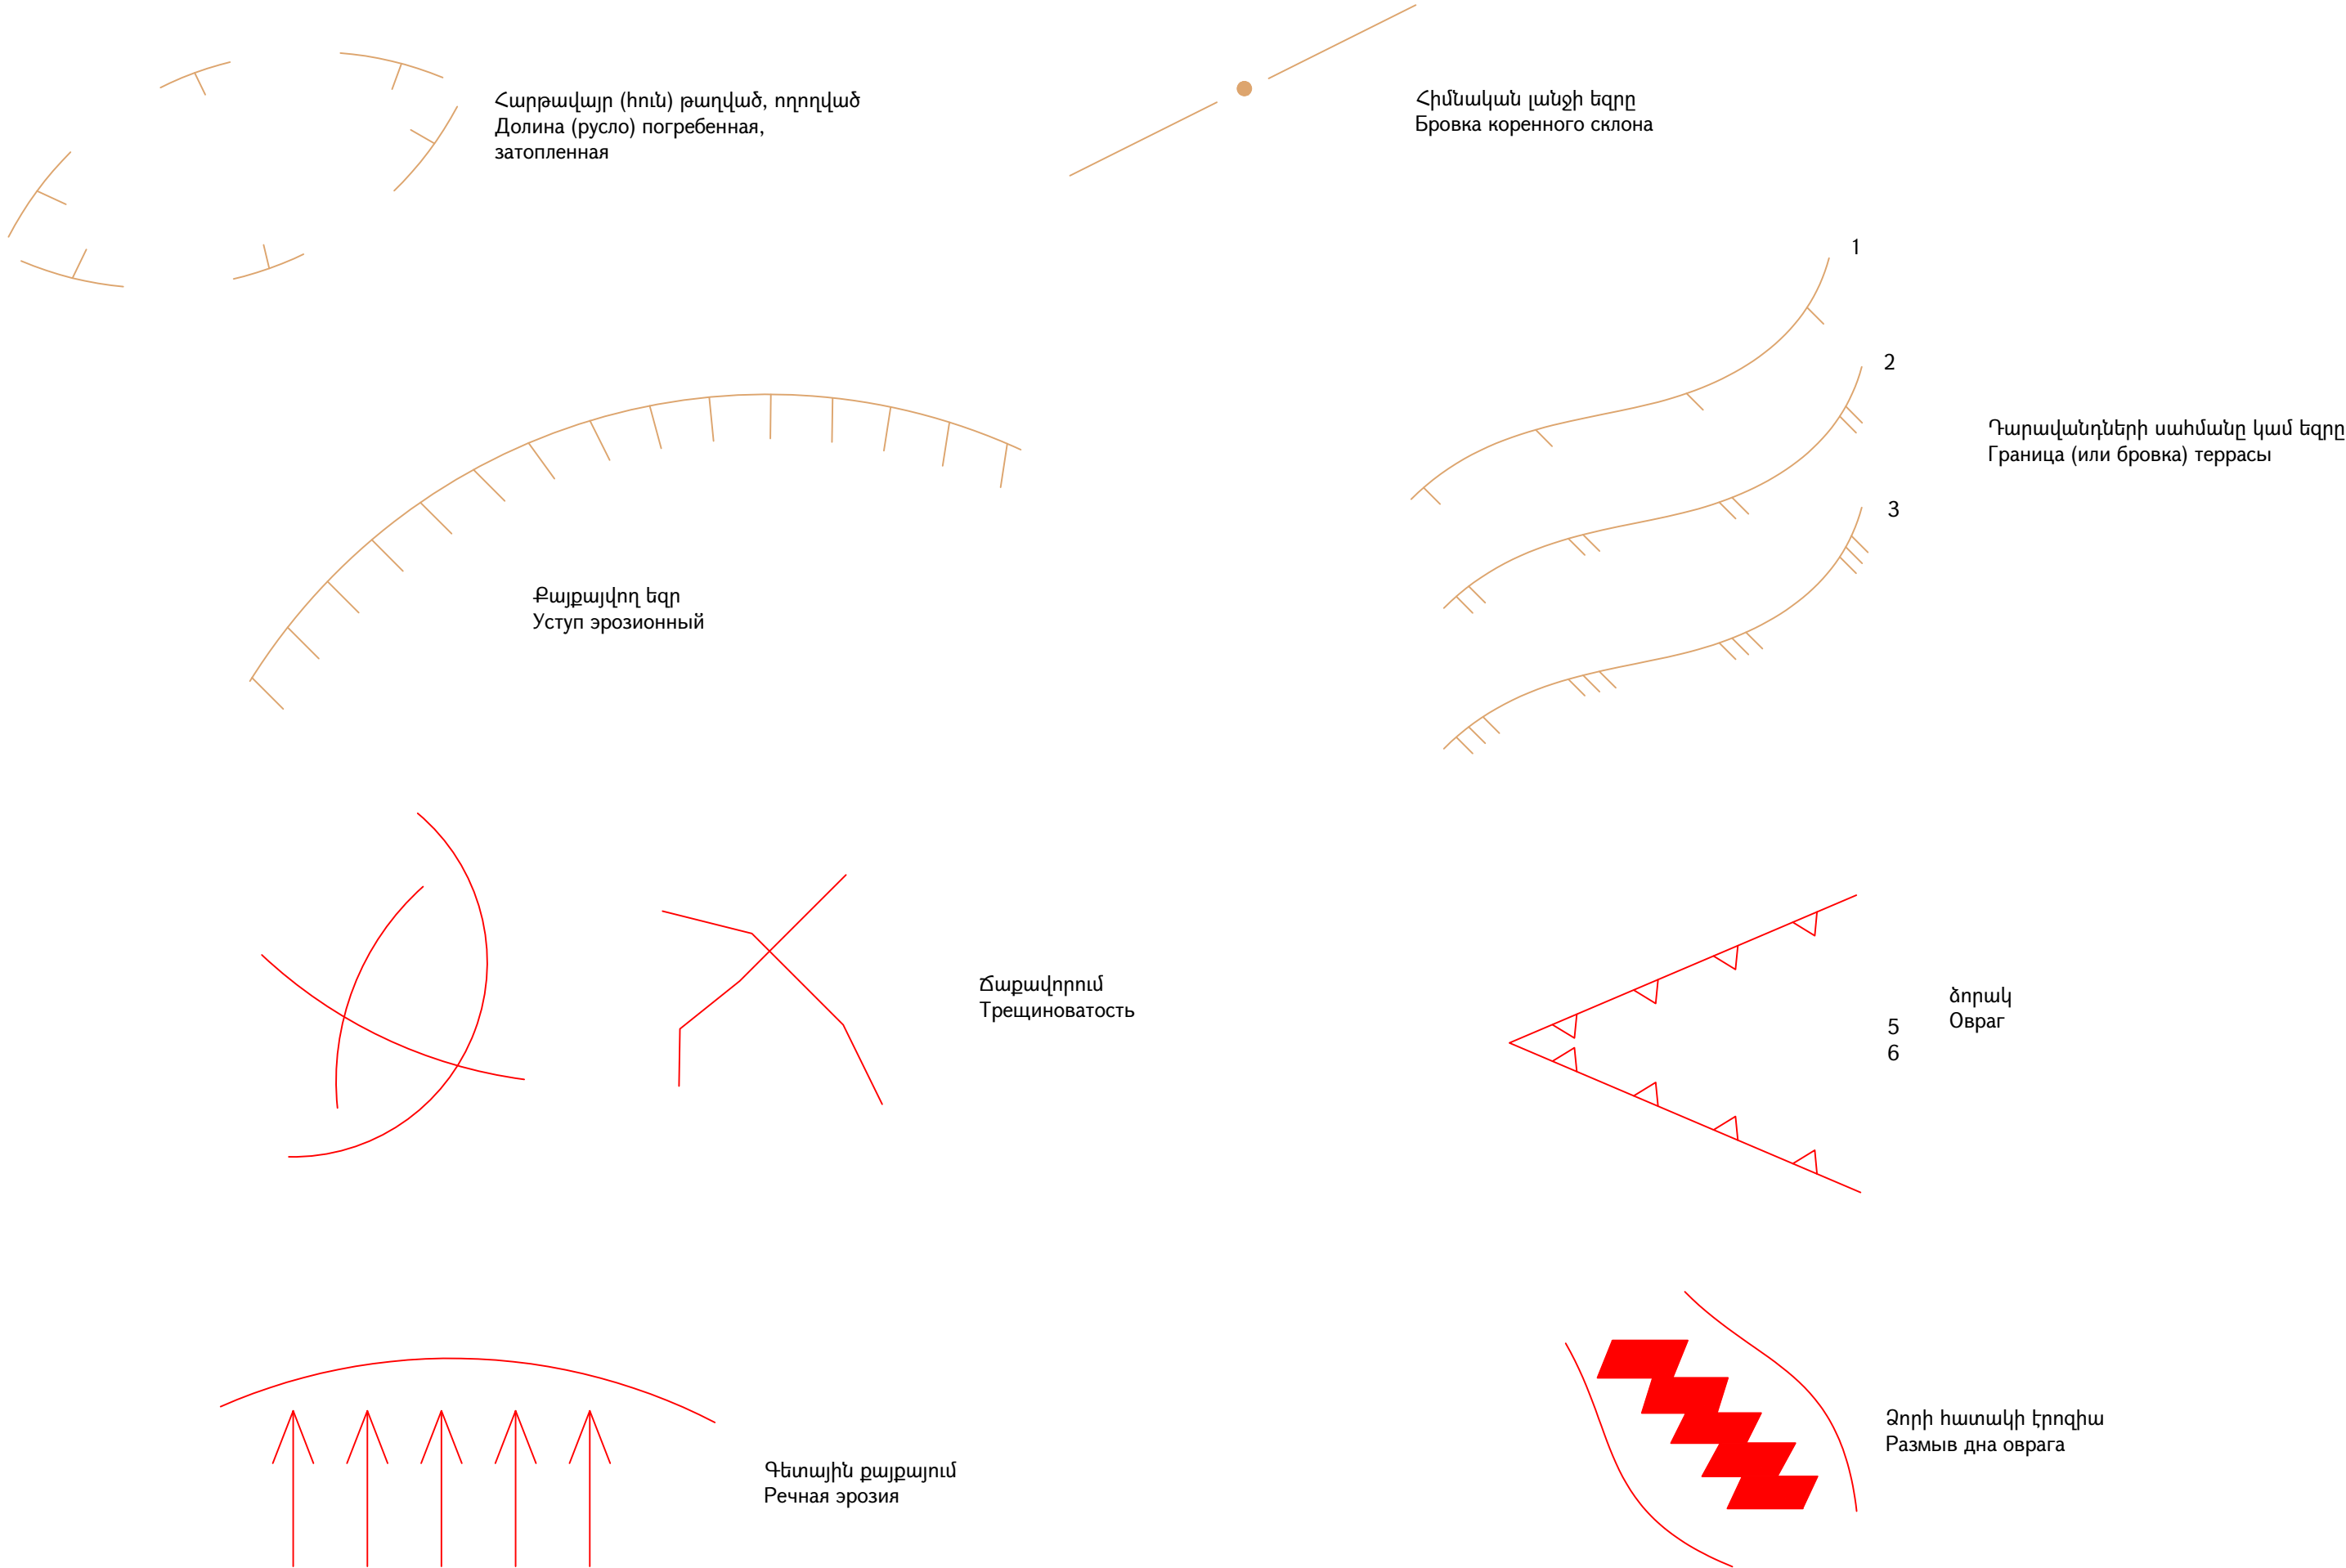 Հարթավայր (հուն) թաղված, ողողված
Долина (русло) погребенная,
затопленная
Հիմնական լանջի եզրը
Бровка коренного склона
1
2
3
Դարավանդների սահմանը կամ եզրը
Граница (или бровка) террасы
Քայքայվող եզր
Уступ эрозионный
Ճաքավորում
Трещиноватость
5
6
ձորակ
Овраг
Գետային քայքայում
Речная эрозия
Ձորի հատակի էրոզիա
Размыв дна оврага